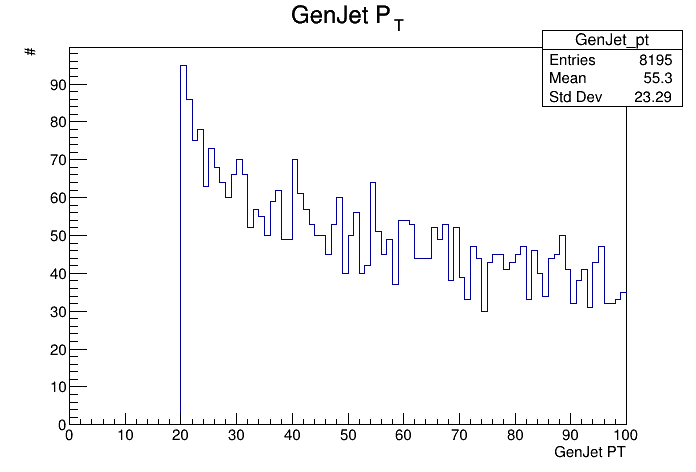 GenJet P_T
#
GenJet_pt
Entries 8195
Mean 55.3
Std Dev 23.29
90
80
70
60
50
40
30
20
10
0
0 10 20 30 40 50 60 70 80 90 100
GenJet PT